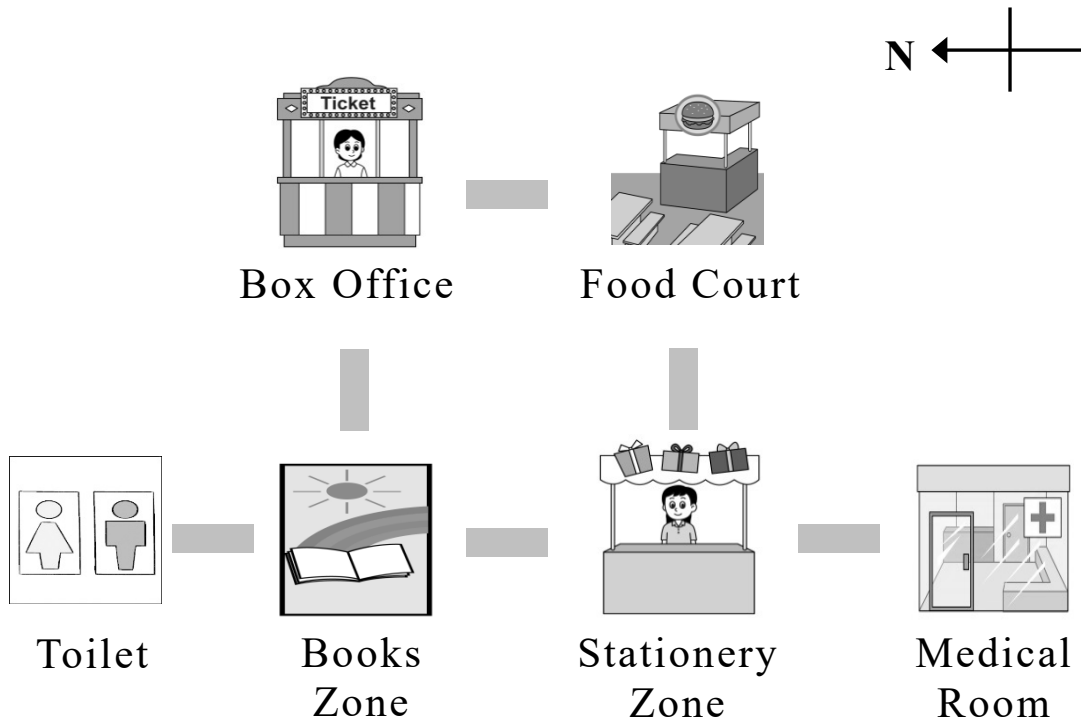 N
Ticket
Box Office
Food Court
Toilet
Books
Zone
Stationery
Zone
Medical
Room